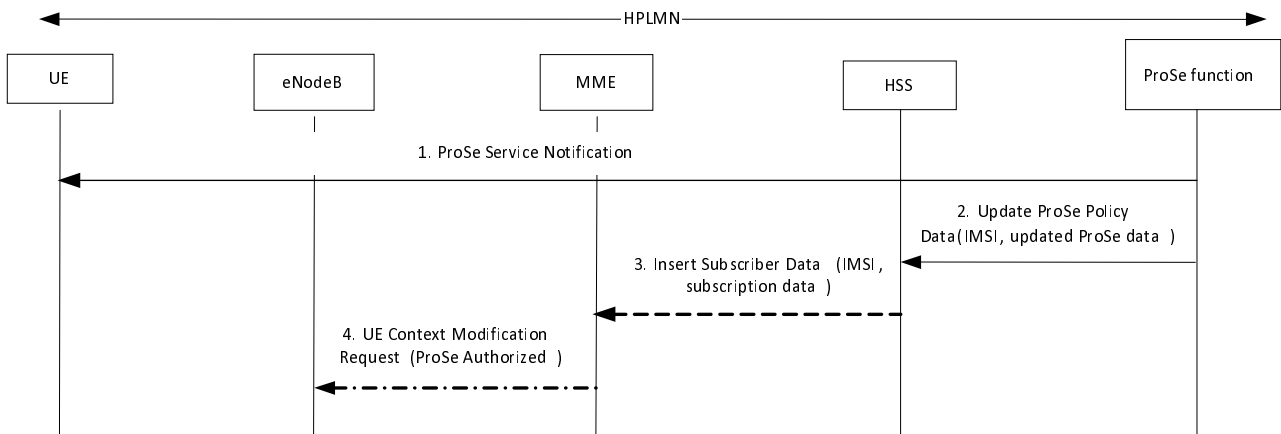 HPLMN
UE
eNodeB
MME
HSS
ProSe function
1. ProSe Service Notification
2. Update ProSe Policy
Data(IMSI, updated ProSe data )
3. Insert Subscriber Data (IMSI,
subscription data )
4. UE Context Modification
Request (ProSe Authorized )